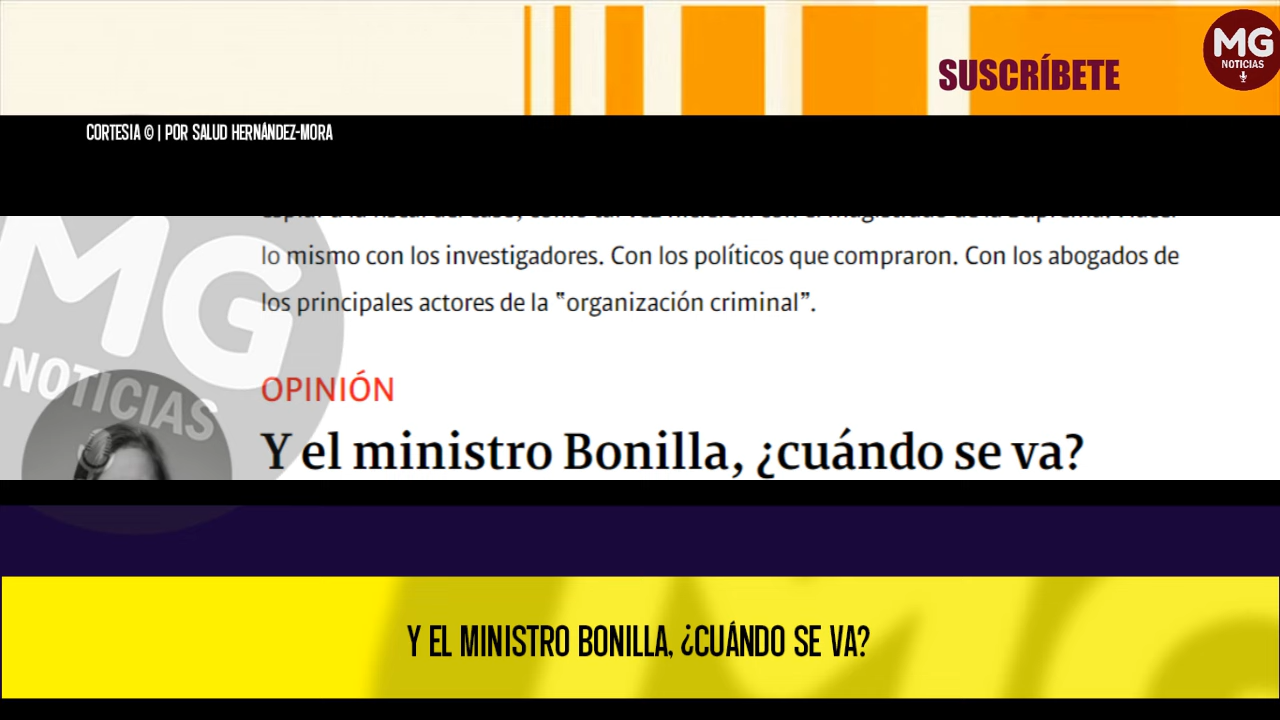 SUSCRÍBETE
MG
NOTICIAS
CORTESIA © | POR SALUD HERNÁNDEZ-MORA
lo mismo con los investigadores. Con los políticos que compraron. Con los abogados de
los principales actores de la “organización criminal”.
MG
NOTICIAS
OPINIÓN
Y el ministro Bonilla, ¿cuándo se va?
Y EL MINISTRO BONILLA, ¿CUÁNDO SE VA?